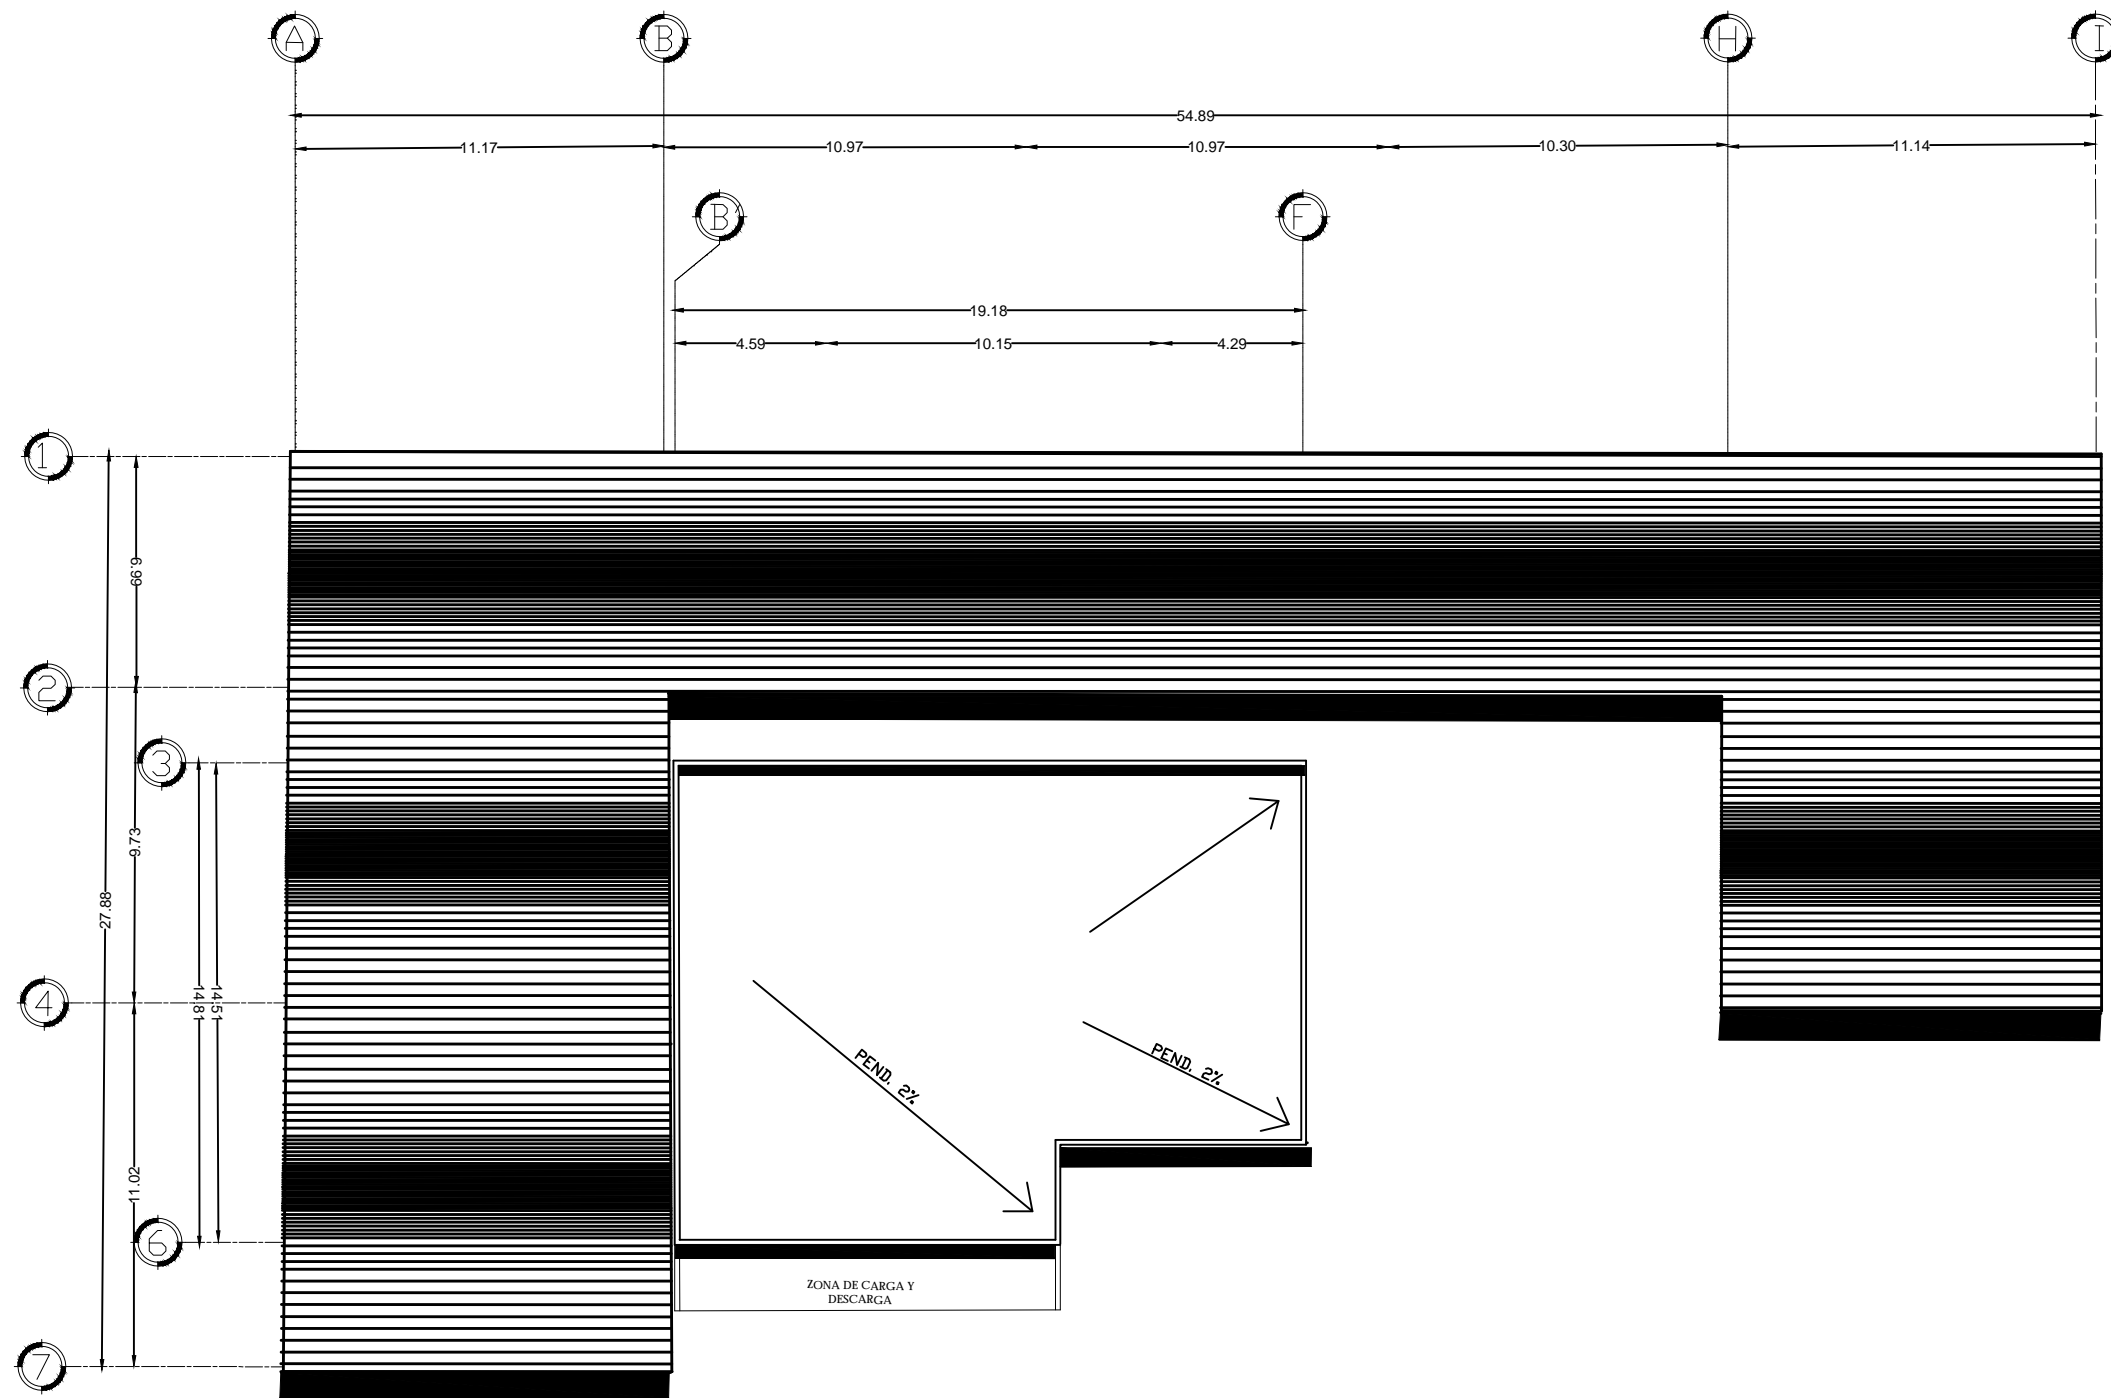 A
B
H
I
54.89
11.17
10.97
10.97
10.30
11.14
B'
F
19.18
4.59
10.15
4.29
1
6.99
2
3
9.73
27.88
14.81
14.51
4
PEND. 2%
PEND. 2%
11.02
6
ZONA DE CARGA Y
DESCARGA
7